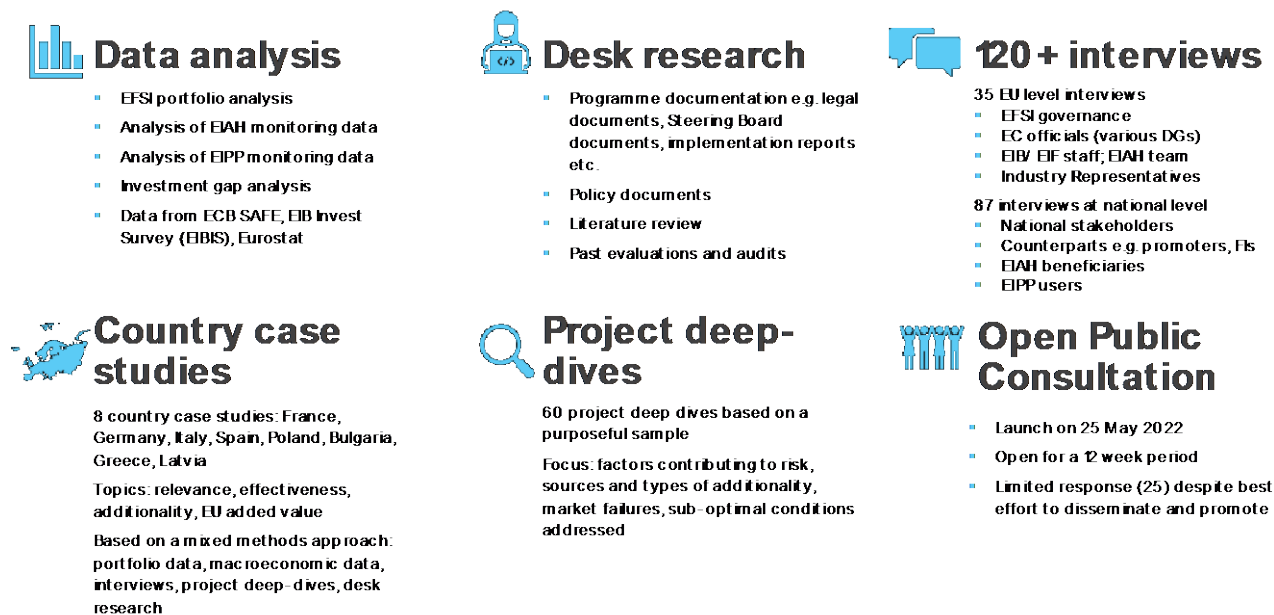 Data analysis
EFSI portfolio analysis
Analysis of EIAH monitoring data
Analysis of EIPP monitoring data
Investment gap analysis
Data from ECB SAFE, EIB Invest
Survey (EIBIS), Eurostat
Desk research
Programme documentation e.g. legal
documents, Steering Board
documents, implementation reports
etc.
Policy documents
Literature review
Past evaluations and audits
120 + interviews
35 EU level interviews
EFSI governance
EC officials (various DGs)
EIB/ EIF staff; EIAH team
Industry Representatives
87 interviews at national level
National stakeholders
Counterparts e.g. promoters, FIs
EIAH beneficiaries
EIPP users
Country case
studies
8 country case studies: France,
Germany, Italy, Spain, Poland, Bulgaria,
Greece, Latvia
Topics: relevance, effectiveness,
additionality, EU added value
Based on a mixed methods approach:
portfolio data, macroeconomic data,
interviews, project deep-dives, desk
research
Project deep-
dives
60 project deep dives based on a
purposeful sample
Focus: factors contributing to risk,
sources and types of additionality,
market failures, sub-optimal conditions
addressed
Open Public
Consultation
Launch on 25 May 2022
Open for a 12 week period
Limited response (25) despite best
effort to disseminate and promote